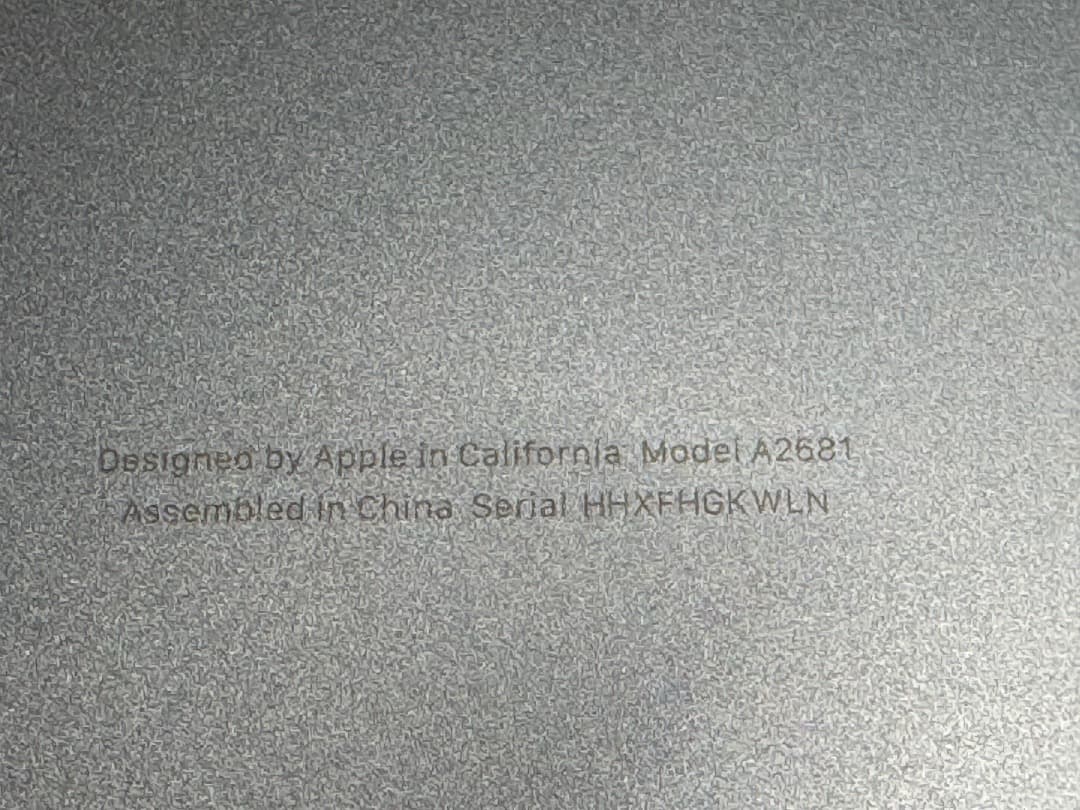 Designed by Apple in California Model A2681
Assembled in China Serial HHXFHGKWLN